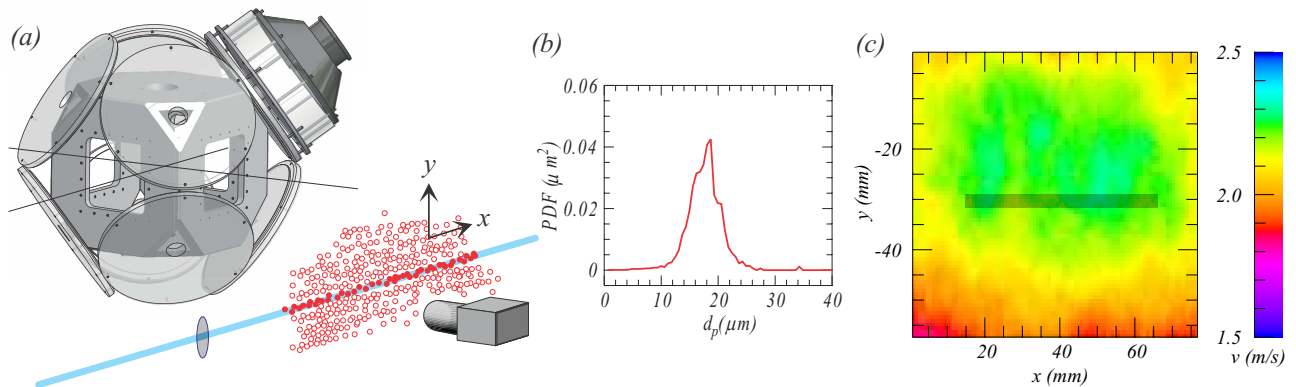 (a)
y
x
(b)
PDF (μ m²)
0.06
0.04
0.02
0
0 10 20 30 40
dₚ(μm)
(c)
y (mm)
-20
-40
20 40 60
x (mm)
2.5
2.0
1.5
v (m/s)